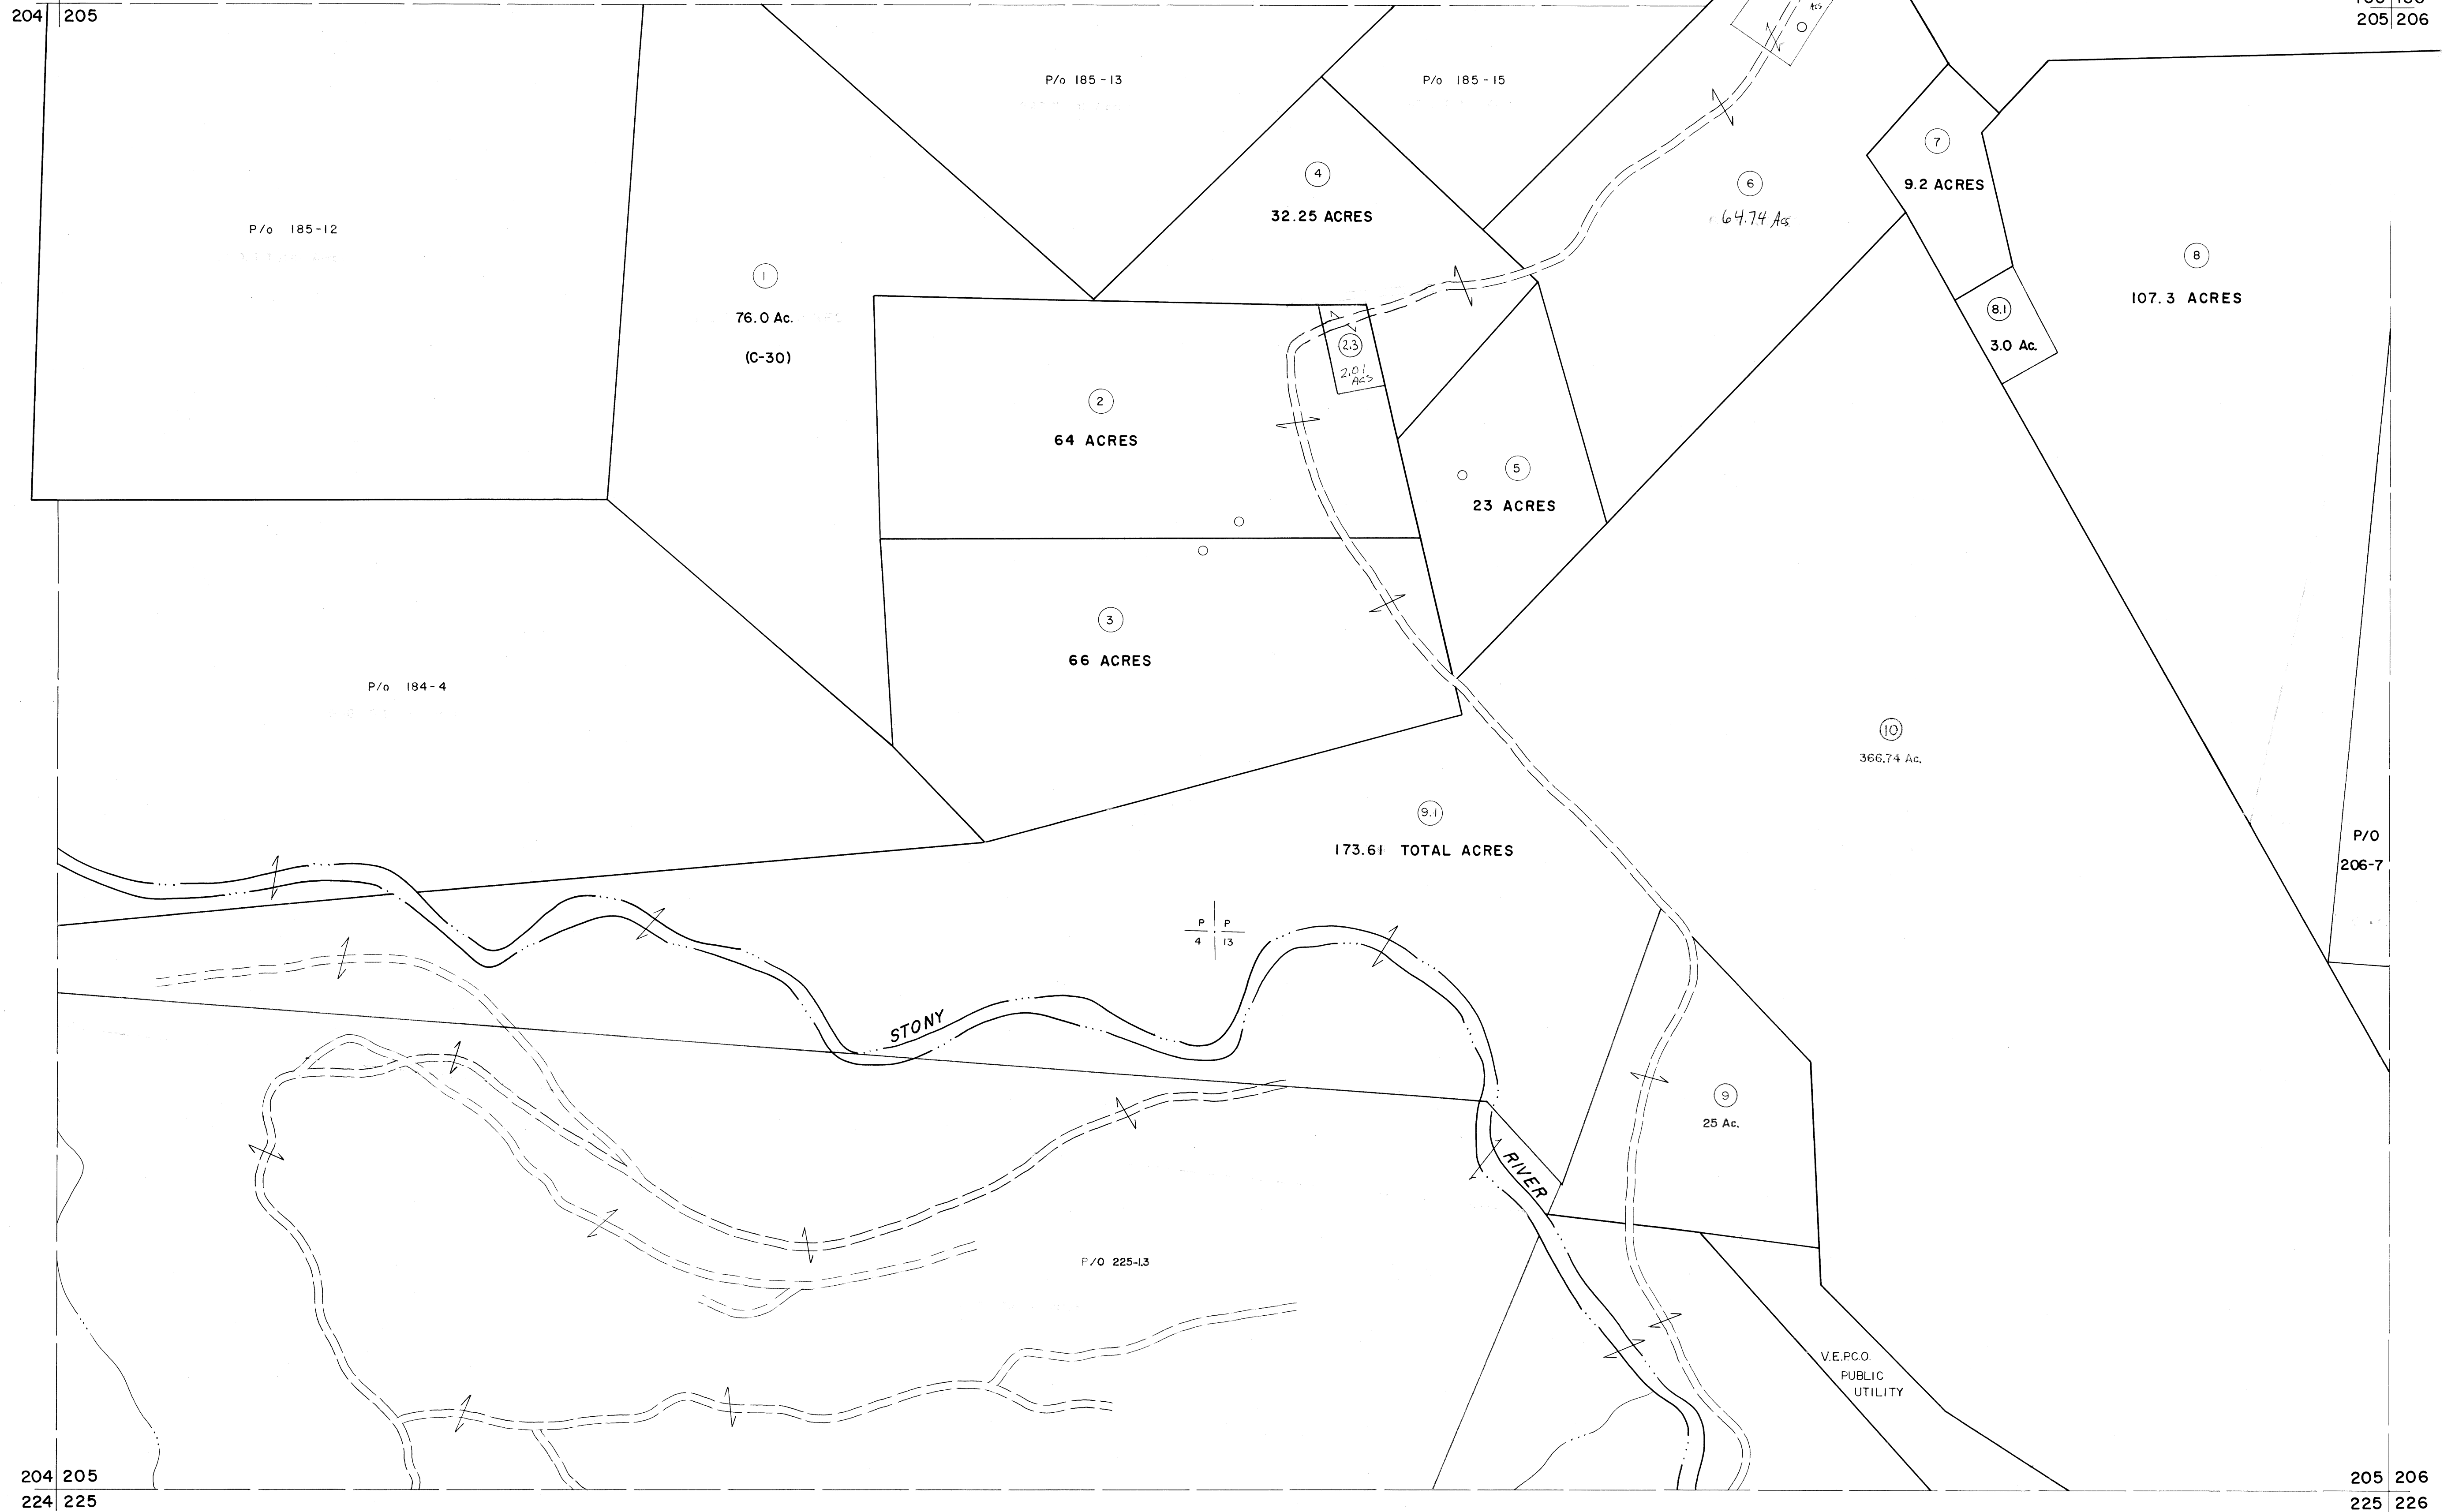 204 205
205 206
Acs
P/o 185-13
P/o 185-15
7
9.2 ACRES
4
32.25 ACRES
6
64.74 Acs
P/o 185-12
8
107.3 ACRES
1
76.0 Ac.
(C-30)
8.1
3.0 Ac.
2.3
2.01
Acs
2
64 ACRES
5
23 ACRES
3
66 ACRES
P/o 184-4
10
366.74 Ac.
9.1
173.61 TOTAL ACRES
P/O
206-7
P P
4 13
STONY
9
25 Ac.
RIVER
P/O 225-1.3
V.E.P.C.O.
PUBLIC
UTILITY
204 205
224 225
205 206
225 226